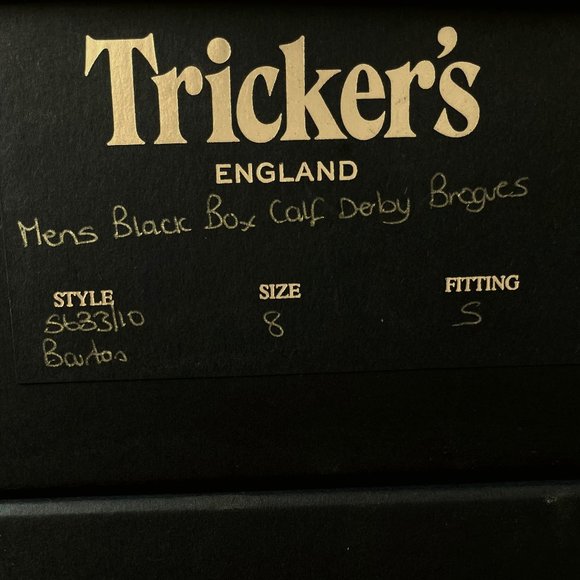 Tricker's
ENGLAND
Mens Black Box Calf Derby Brogues
STYLE SIZE FITTING
5633/10 8 5
Bourton